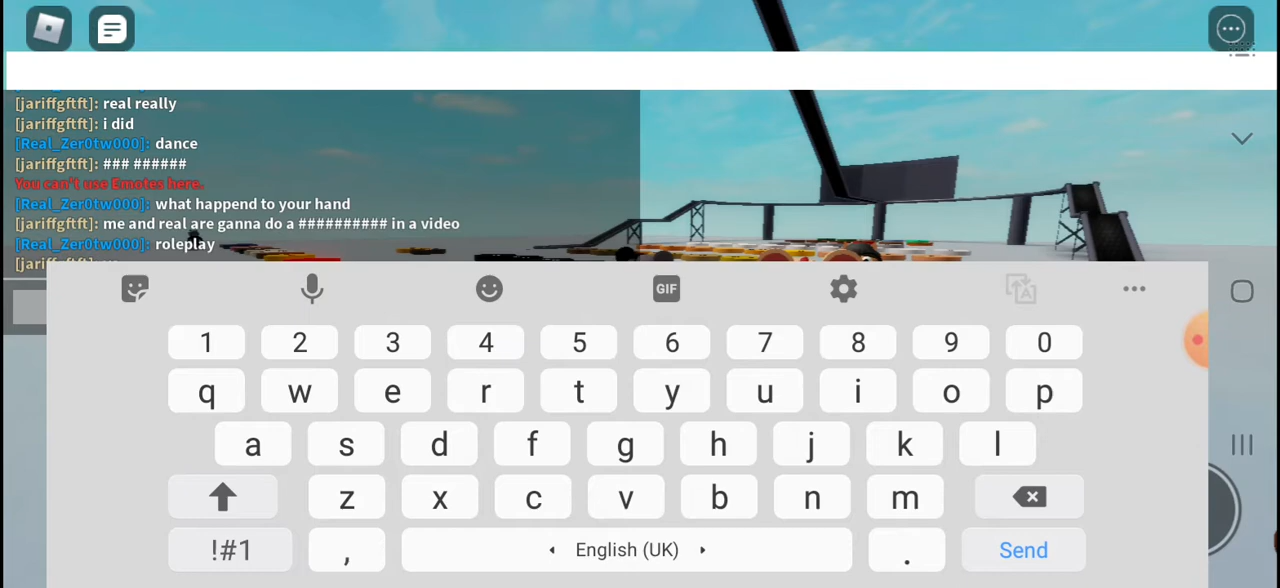 [jariffgftft]: real really
[jariffgftft]: i did
[Real_Zer0tw000]: dance
[jariffgftft]: ### ######
You can't use Emotes here.
[Real_Zer0tw000]: what happend to your hand
[jariffgftft]: me and real are ganna do a ########## in a video
[Real_Zer0tw000]: roleplay
GIF
1 2 3 4 5 6 7 8 9 0
q w e r t y u i o p
a s d f g h j k l
z x c v b n m
!#1 , English (UK) . Send